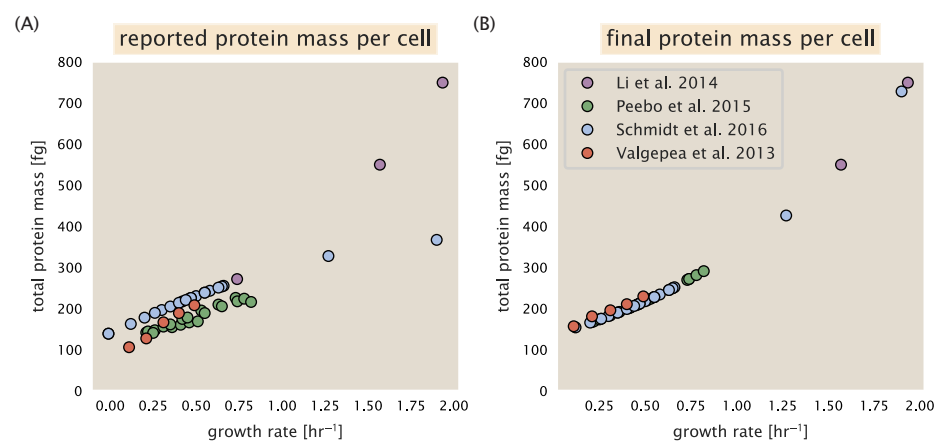 (A)
reported protein mass per cell
800
700
600
500
400
300
200
100
0
total protein mass [fg]
0.00 0.25 0.50 0.75 1.00 1.25 1.50 1.75 2.00
growth rate [hr⁻¹]
(B)
final protein mass per cell
800
700
600
500
400
300
200
100
0
total protein mass [fg]
Li et al. 2014
Peebo et al. 2015
Schmidt et al. 2016
Valgepea et al. 2013
0.25 0.50 0.75 1.00 1.25 1.50 1.75 2.00
growth rate [hr⁻¹]